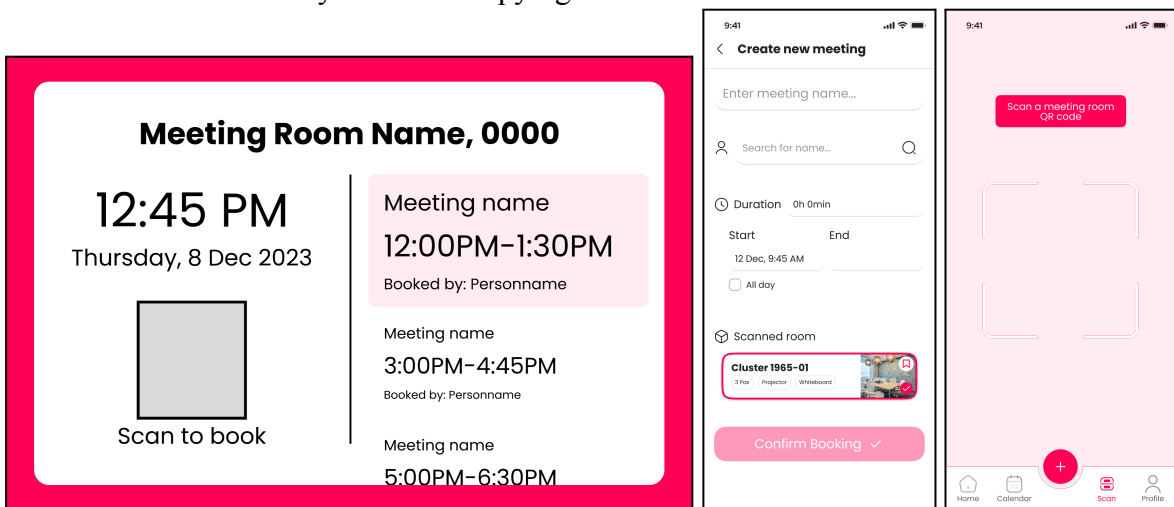 Meeting Room Name, 0000
12:45 PM
Thursday, 8 Dec 2023
Scan to book
Meeting name
12:00PM-1:30PM
Booked by: Personname
Meeting name
3:00PM-4:45PM
Booked by: Personname
Meeting name
5:00PM-6:30PM
9:41
Create new meeting
Enter meeting name...
Search for name...
Duration 0h 0min
Start End
12 Dec, 9:45 AM
All day
Scanned room
Cluster 1965-01
3 Pax Projector Whiteboard
Confirm Booking
9:41
Scan a meeting room
QR code
Home Calendar Scan Profile